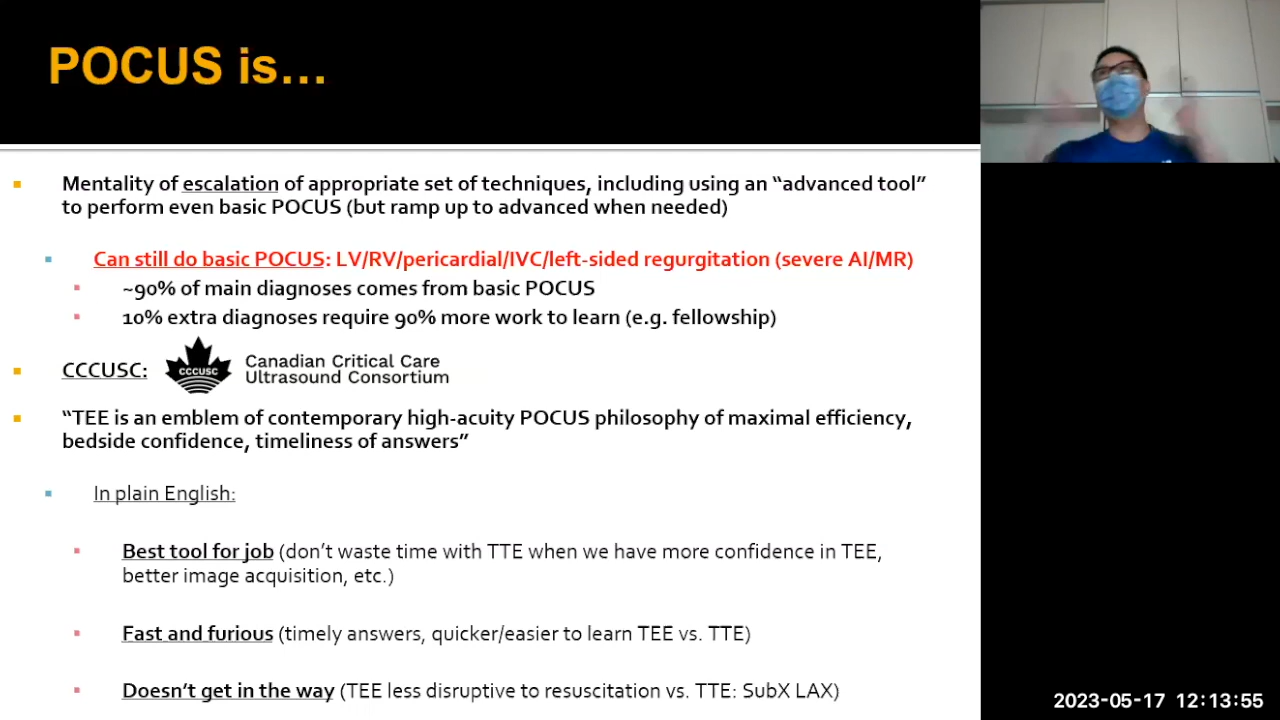 POCUS is...
Mentality of escalation of appropriate set of techniques, including using an “advanced tool”
to perform even basic POCUS (but ramp up to advanced when needed)
Can still do basic POCUS: LV/RV/pericardial/IVC/left-sided regurgitation (severe AI/MR)
~90% of main diagnoses comes from basic POCUS
10% extra diagnoses require 90% more work to learn (e.g. fellowship)
CCCUSC:
CCCUSC
Canadian Critical Care
Ultrasound Consortium
“TEE is an emblem of contemporary high-acuity POCUS philosophy of maximal efficiency,
bedside confidence, timeliness of answers”
In plain English:
Best tool for job (don’t waste time with TTE when we have more confidence in TEE,
better image acquisition, etc.)
Fast and furious (timely answers, quicker/easier to learn TEE vs. TTE)
Doesn’t get in the way (TEE less disruptive to resuscitation vs. TTE: SubX LAX)
2023-05-17 12:13:55